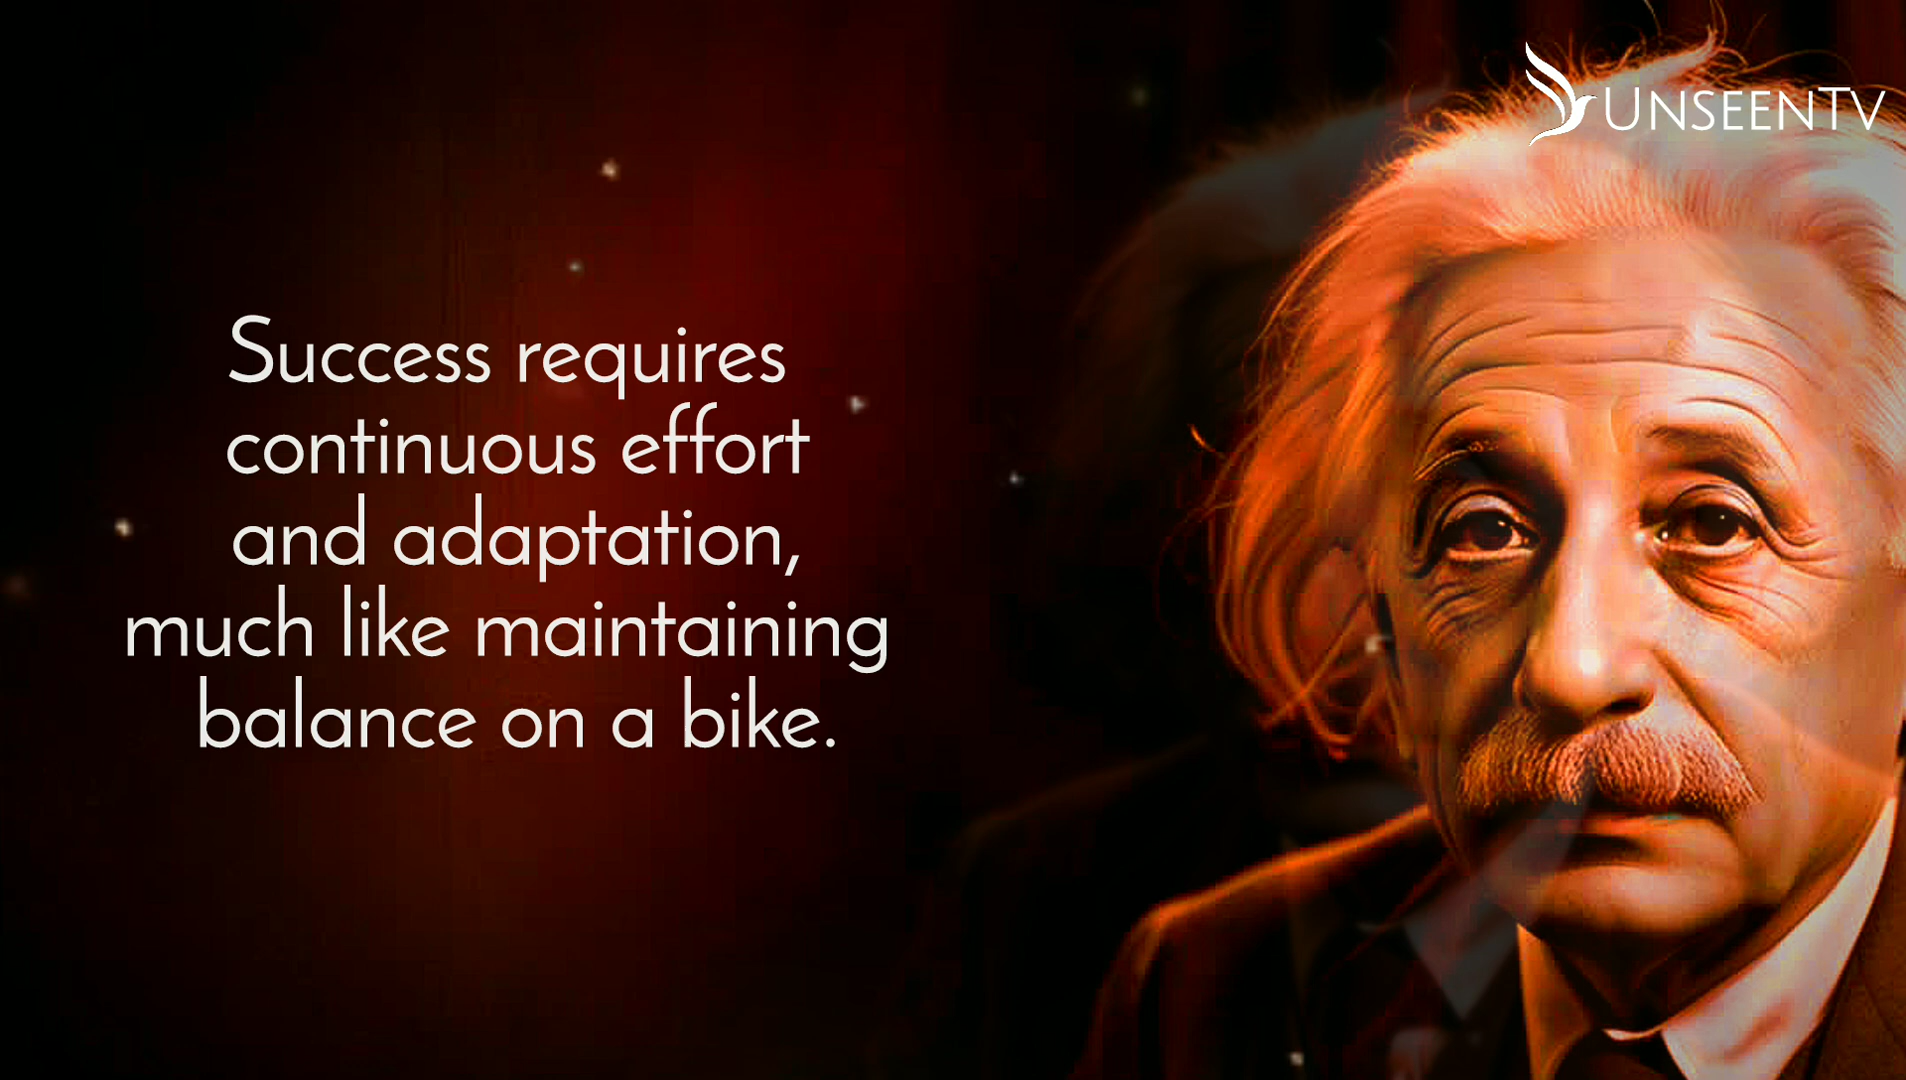 UNSEENTV
Success requires
continuous effort
and adaptation,
much like maintaining
balance on a bike.